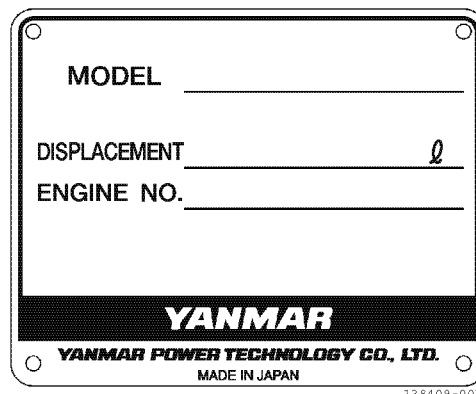 MODEL
DISPLACEMENT ℓ
ENGINE NO.
YANMAR
YANMAR POWER TECHNOLOGY CO., LTD.
MADE IN JAPAN